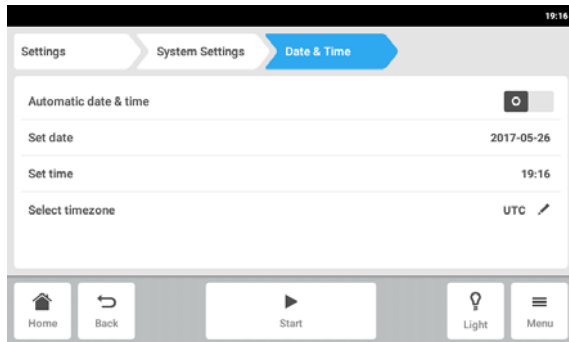 19:16
Settings System Settings Date & Time
Automatic date & time O
Set date 2017-05-26
Set time 19:16
Select timezone UTC
Home Back Start Light Menu